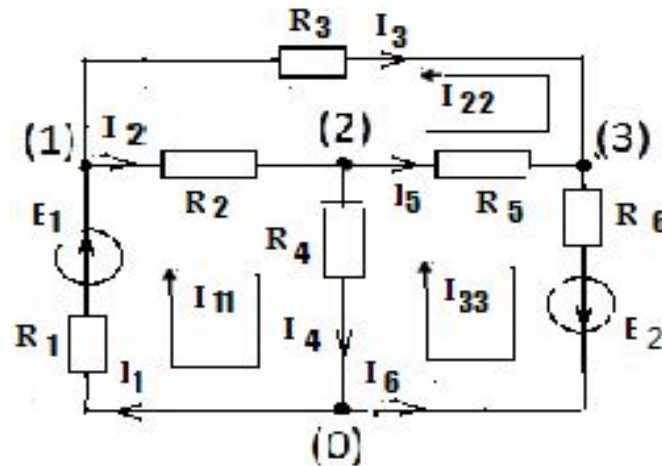 R3 I3
I22
(1) I2 (2) (3)
R2 I5 R5 R6
E1 R4
I11 I33
R1 I4 E2
I1 I6
(0)